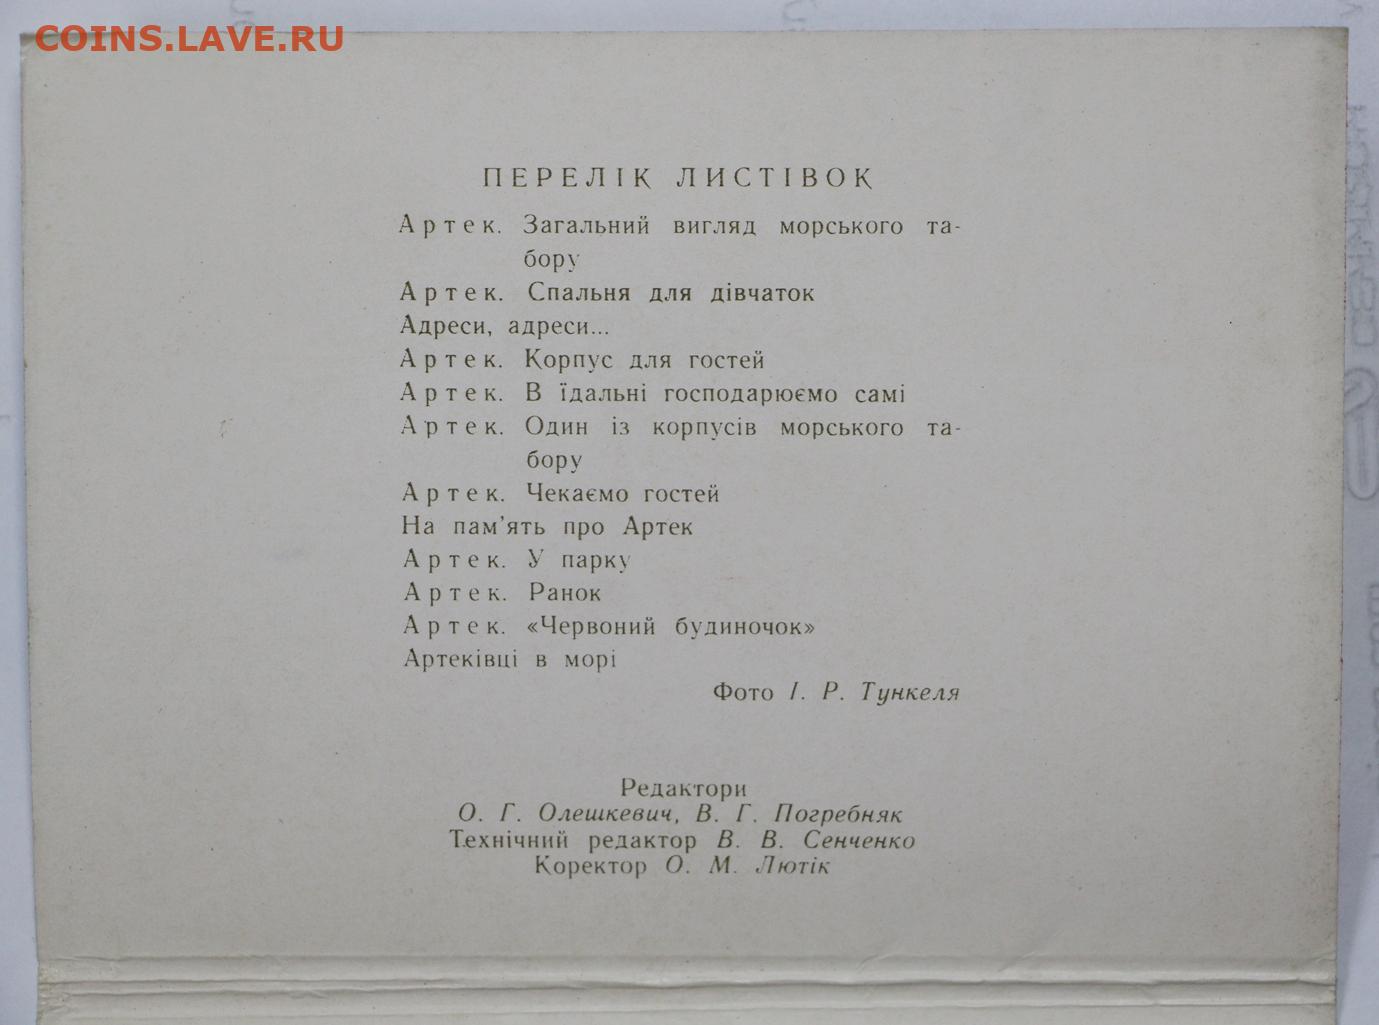 COINS.LAVE.RU
ПЕРЕЛІК ЛИСТІВОК
Артек. Загальний вигляд морського та-
бору
Артек. Спальня для дівчаток
Адреси, адреси...
Артек. Корпус для гостей
Артек. В їдальні господарюємо самі
Артек. Один із корпусів морського та-
бору
Артек. Чекаємо гостей
На пам'ять про Артек
Артек. У парку
Артек. Ранок
Артек. «Червоний будиночок»
Артеківці в морі
Фото І. Р. Тункеля
Редактори
О. Г. Олешкевич, В. Г. Погребняк
Технічний редактор В. В. Сенченко
Коректор О. М. Лютік